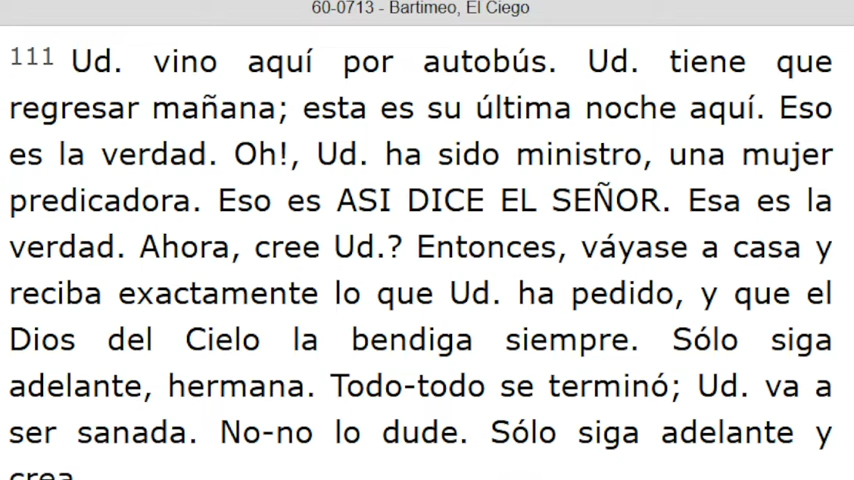 60-0713 - Bartimeo, El Ciego
111 Ud. vino aquí por autobús. Ud. tiene que
regresar mañana; esta es su última noche aquí. Eso
es la verdad. Oh!, Ud. ha sido ministro, una mujer
predicadora. Eso es ASI DICE EL SEÑOR. Esa es la
verdad. Ahora, cree Ud.? Entonces, váyase a casa y
reciba exactamente lo que Ud. ha pedido, y que el
Dios del Cielo la bendiga siempre. Sólo siga
adelante, hermana. Todo-todo se terminó; Ud. va a
ser sanada. No-no lo dude. Sólo siga adelante y
crea